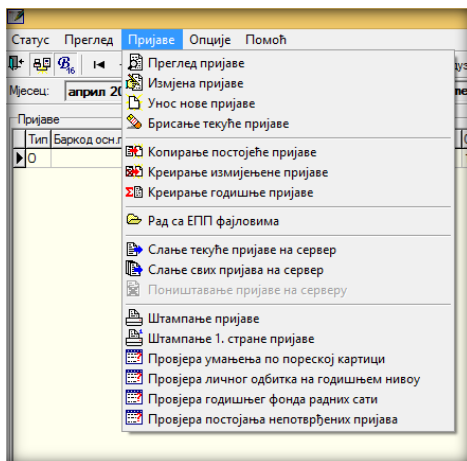 Статус Преглед Пријаве Опције Помоћ
Мјесец: април 20
Пријаве
Тип Баркод осн.
О
Преглед пријаве
Измјена пријаве
Унос нове пријаве
Брисање текуће пријаве
Копирање постојеће пријаве
Креирање измијењене пријаве
Креирање годишње пријаве
Рад са ЕПП фајловима
Слање текуће пријаве на сервер
Слање свих пријава на сервер
Поништавање пријаве на серверу
Штампање пријаве
Штампање 1. стране пријаве
Провјера умањења по пореској картици
Провјера личног одбитка на годишњем нивоу
Провјера годишњег фонда радних сати
Провјера постојања непотврђених пријава